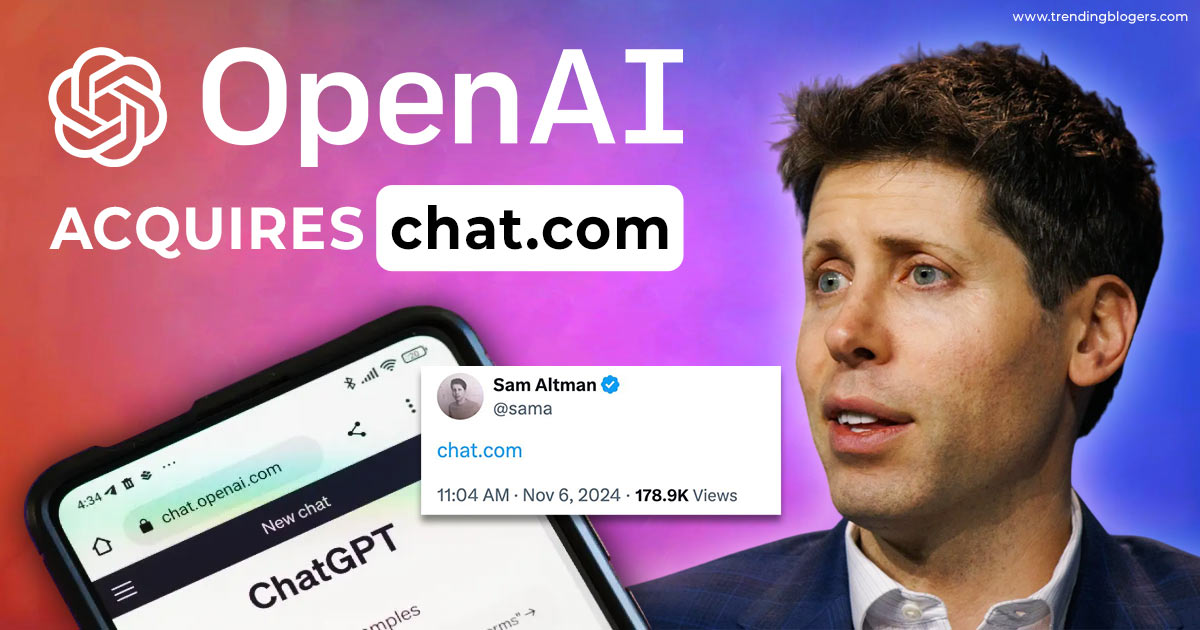 www.trendingblogers.com
OpenAI
ACQUIRES chat.com
Sam Altman
@sama
chat.com
11:04 AM · Nov 6, 2024 · 178.9K Views
20
4:34
chat.openai.com
New chat
ChatGPT